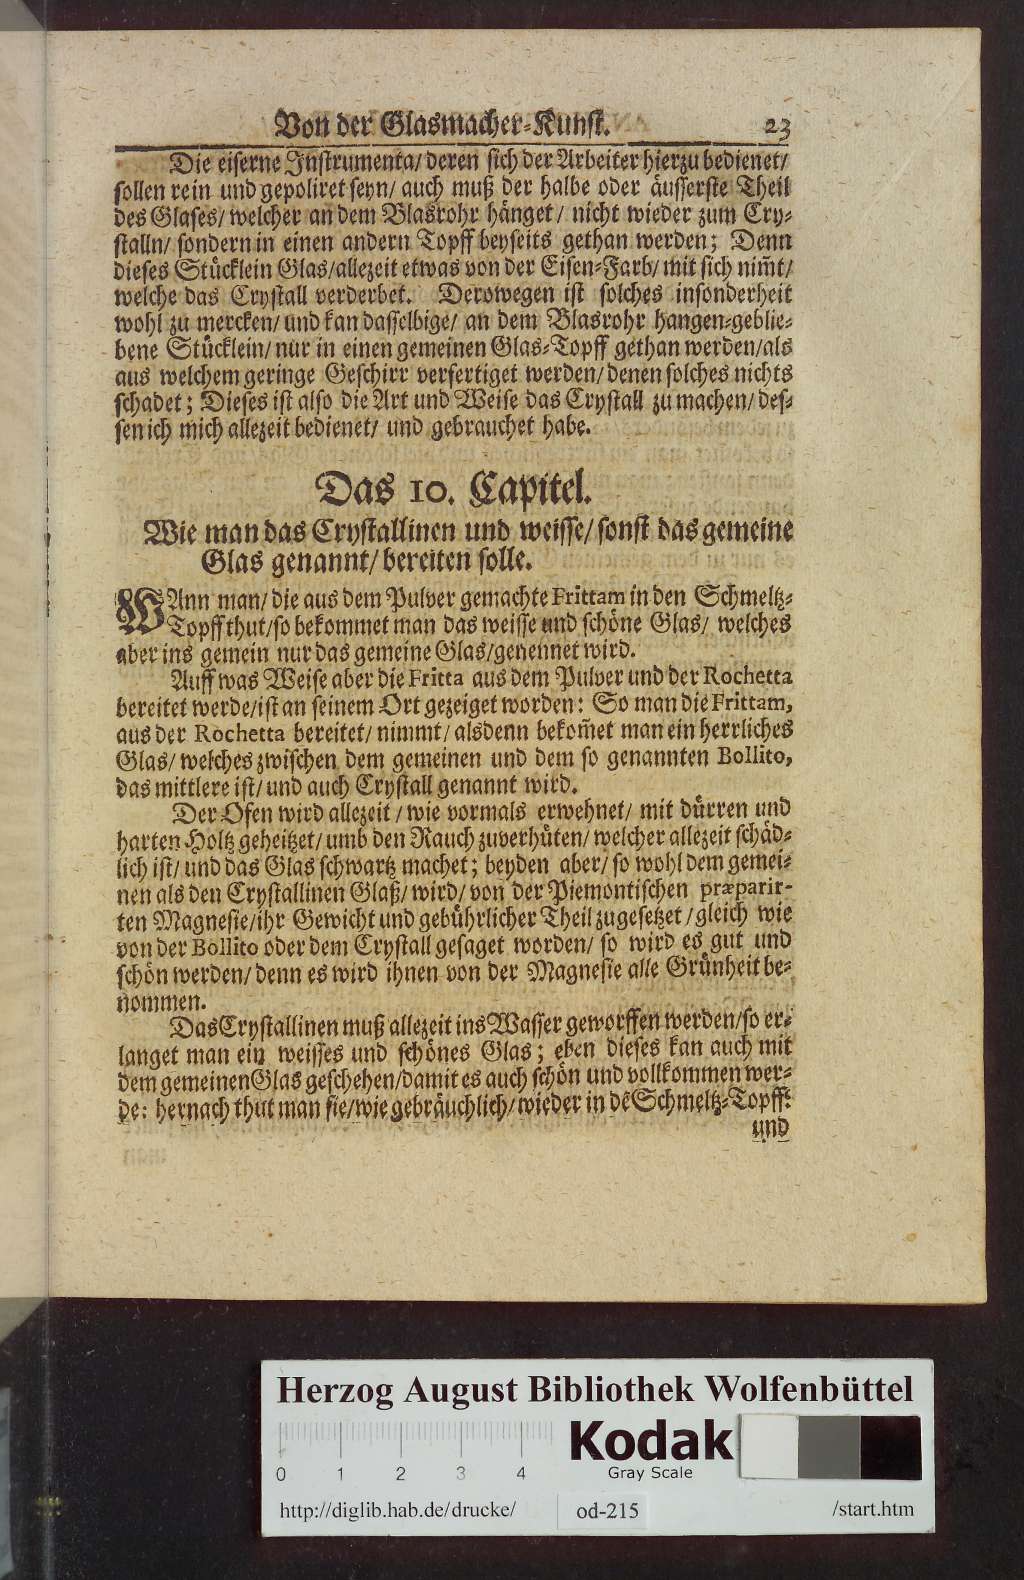 Von der Glasmacher-Kunst. 23
Die eiserne Instrumenta/ deren sich der Arbeiter hierzu bedienet/
sollen rein und gepoliret seyn/ auch muß der halbe oder äusserste Theil
des Glases/ welcher an dem Blasrohr hänget/ nicht wieder zum Cry-
stalln/ sondern in einen andern Topff beyseits gethan werden; Denn
dieses Stücklein Glas/ allezeit etwas von der Eisen-Farb/ mit sich nim̄t/
welche das Crystall verderbet. Derowegen ist solches insonderheit
wohl zu mercken/ und kan dasselbige/ an dem Blasrohr hangen-geblie-
bene Stücklein/ nur in einen gemeinen Glas-Topff gethan werden/ als
aus welchem geringe Geschirr verfertiget werden/ denen solches nichts
schadet; Dieses ist also die Art und Weise das Crystall zu machen/ des-
sen ich mich allezeit bedienet/ und gebrauchet habe.
Das 10. Capitel.
Wie man das Crystallinen und weisse/ sonst das gemeine
Glas genannt/ bereiten solle.
WAnn man/ die aus dem Pulver gemachte Frittam in den Schmeltz-
Topff thut/ so bekommet man das weisse und schöne Glas/ welches
aber ins gemein nur das gemeine Glas/ genennet wird.
Auff was Weise aber die Fritta aus dem Pulver und der Rochetta
bereitet werde/ ist an seinem Ort gezeiget worden: So man die Frittam,
aus der Rochetta bereitet/ nimmt/ alsdenn bekom̄et man ein herrliches
Glas/ welches zwischen dem gemeinen und dem so genannten Bollito,
das mittlere ist/ und auch Crystall genannt wird.
Der Ofen wird allezeit / wie vormals erwehnet/ mit dürren und
harten Holtz geheitzet/ umb den Rauch zuverhüten/ welcher allezeit schäd-
lich ist/ und das Glas schwartz machet; beyden aber/ so wohl dem gemei-
nen als den Crystallinen Glaß/ wird/ von der Piemontischen præparir-
ten Magnesie/ ihr Gewicht und gebührlicher Theil zugesetzet / gleich wie
von der Bollito oder dem Crystall gesaget worden/ so wird es gut und
schön werden/ denn es wird ihnen von der Magnesie alle Grünheit be-
nommen.
Das Crystallinen muß allezeit ins Wasser geworffen werden/ so er-
langet man ein weisses und schönes Glas; eben dieses kan auch mit
dem gemeinen Glas geschehen/ damit es auch schön und vollkommen wer-
de: hernach thut man sie/ wie gebräuchlich/ wieder in dē Schmeltz-Topff:
und
Herzog August Bibliothek Wolfenbüttel
Kodak
Gray Scale
0 1 2 3 4
http://diglib.hab.de/drucke/ od-215 /start.htm